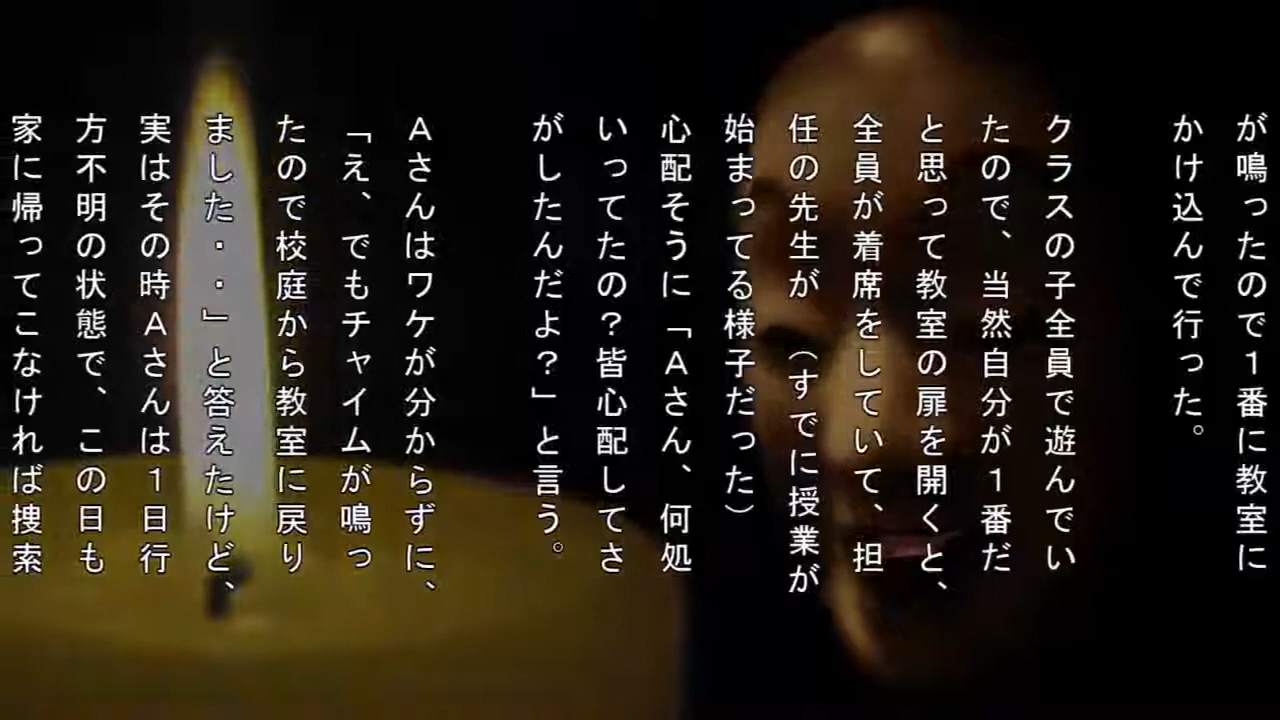 が鳴ったので１番に教室に
かけ込んで行った。
クラスの子全員で遊んでい
たので、当然自分が１番だ
と思って教室の扉を開くと、
全員が着席をしていて、担
任の先生が（すでに授業が
始まってる様子だった）
心配そうに「Ａさん、何処
いってたの？皆心配してさ
がしたんだよ？」と言う。
Ａさんはワケが分からずに、
「え、でもチャイムが鳴っ
たので校庭から教室に戻り
ました・・」と答えたけど、
実はその時Ａさんは１日行
方不明の状態で、この日も
家に帰ってこなければ捜索